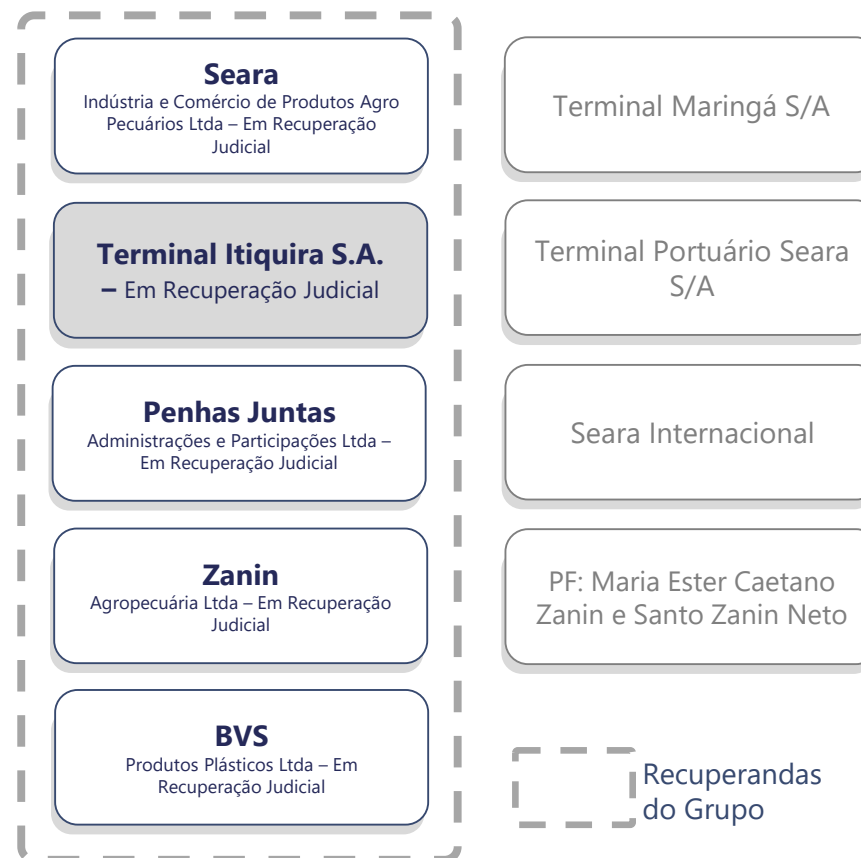 Seara
Indústria e Comércio de Produtos Agro
Pecuários Ltda – Em Recuperação
Judicial
Terminal Itiquira S.A.
– Em Recuperação Judicial
Penhas Juntas
Administrações e Participações Ltda –
Em Recuperação Judicial
Zanin
Agropecuária Ltda – Em Recuperação
Judicial
BVS
Produtos Plásticos Ltda – Em
Recuperação Judicial
Terminal Maringá S/A
Terminal Portuário Seara
S/A
Seara Internacional
PF: Maria Ester Caetano
Zanin e Santo Zanin Neto
Recuperandas
do Grupo